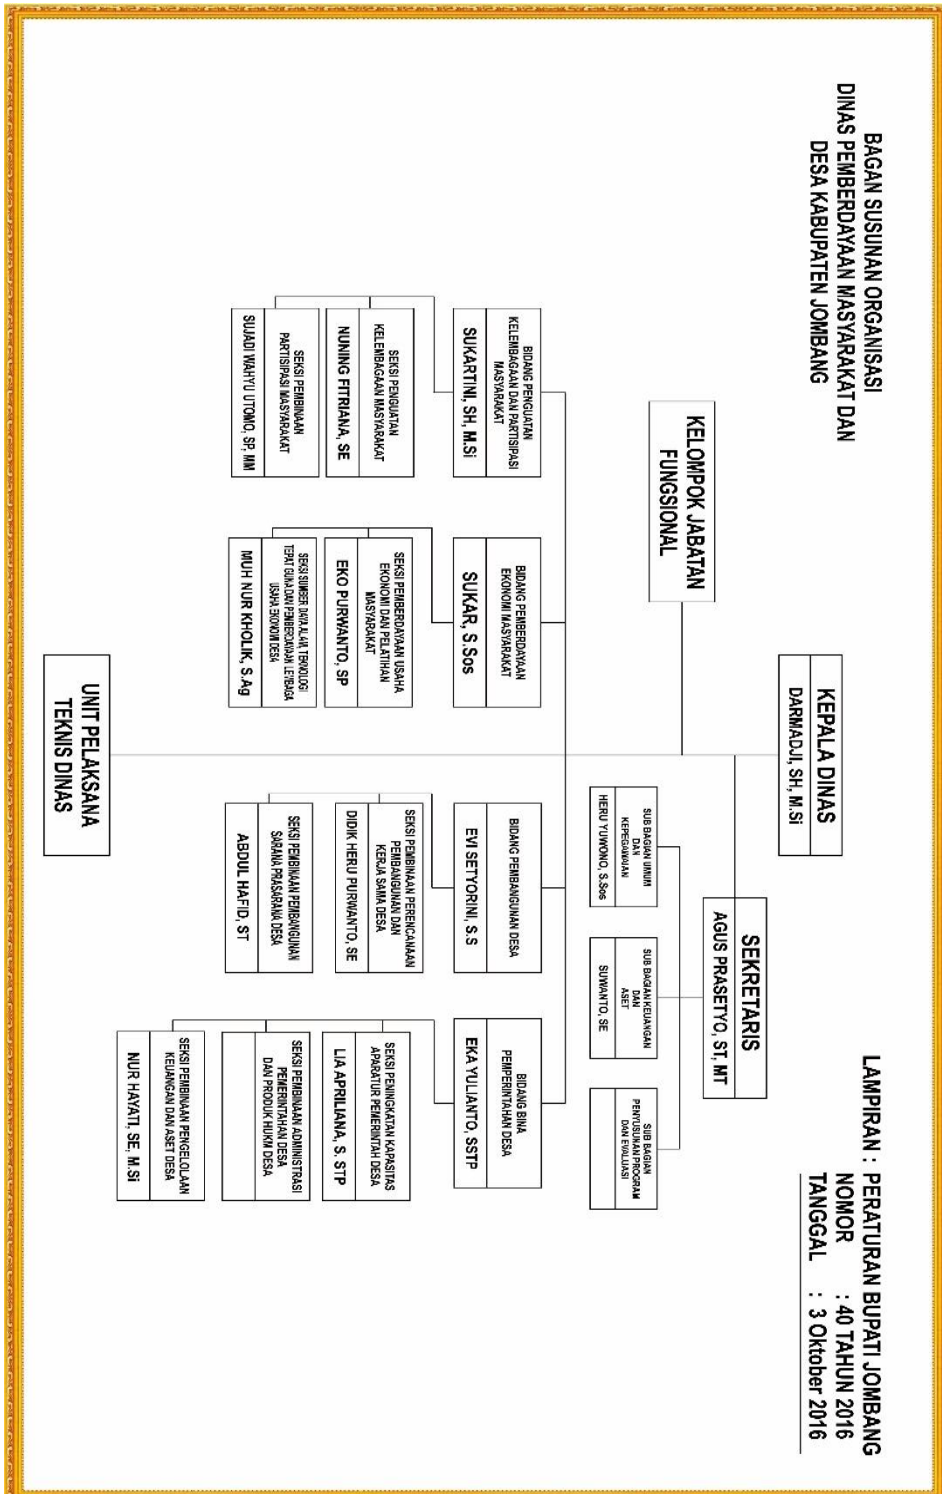 BAGAN SUSUNAN ORGANISASI
DINAS PEMBERDAYAAN MASYARAKAT DAN
DESA KABUPATEN JOMBANG
LAMPIRAN : PERATURAN BUPATI JOMBANG
NOMOR : 40 TAHUN 2016
TANGGAL : 3 Oktober 2016
KEPALA DINAS
DARMADJI, SH, M.Si
KELOMPOK JABATAN
FUNGSIONAL
SEKRETARIS
AGUS PRASETYO, ST, MT
SUB BAGIAN UMUM
DAN
KEPEGAWAIAN
HERU YUWONO, S.Sos
SUB BAGIAN KEUANGAN
DAN
ASET
SUWANTO, SE
SUB BAGIAN
PENYUSUNAN PROGRAM
DAN EVALUASI
BIDANG PENGUATAN
KELEMBAGAAN DAN PARTISIPASI
MASYARAKAT
SUKARTINI, SH, M.Si
SEKSI PENGUATAN
KELEMBAGAAN MASYARAKAT
NUNING FITRIANA, SE
SEKSI PEMBINAAN
PARTISIPASI MASYARAKAT
SUJADI WAHYU UTOMO, SP, MM
BIDANG PEMBERDAYAAN
EKONOMI MASYARAKAT
SUKAR, S.Sos
SEKSI PEMBERDAYAAN USAHA
EKONOMI DAN PELATIHAN
MASYARAKAT
EKO PURWANTO, SP
SEKSI SUMBER DAYA ALAM, TEKNOLOGI
TEPAT GUNA DAN PEMBERDAYAAN LEMBAGA
USAHA EKONOMI DESA
MUH NUR KHOLIK, S.Ag
BIDANG PEMBANGUNAN DESA
EVI SETYORINI, S.S
SEKSI PEMBINAAN PERENCANAAN
PEMBANGUNAN DAN
KERJA SAMA DESA
DIDIK HERU PURWANTO, SE
SEKSI PEMBINAAN PEMBANGUNAN
SARANA PRASARANA DESA
ABDUL HAFID, ST
BIDANG BINA
PEMPERINTAHAN DESA
EKA YULIANTO, SSTP
SEKSI PENINGKATAN KAPASITAS
APARATUR PEMERINTAH DESA
LIA APRILIANA, S. STP
SEKSI PEMBINAAN ADMINISTRASI
PEMERINTAHAN DESA
DAN PRODUK HUKM DESA
SEKSI PEMBINAAN PENGELOLAAN
KEUANGAN DAN ASET DESA
NUR HAYATI, SE, M.Si
UNIT PELAKSANA
TEKNIS DINAS